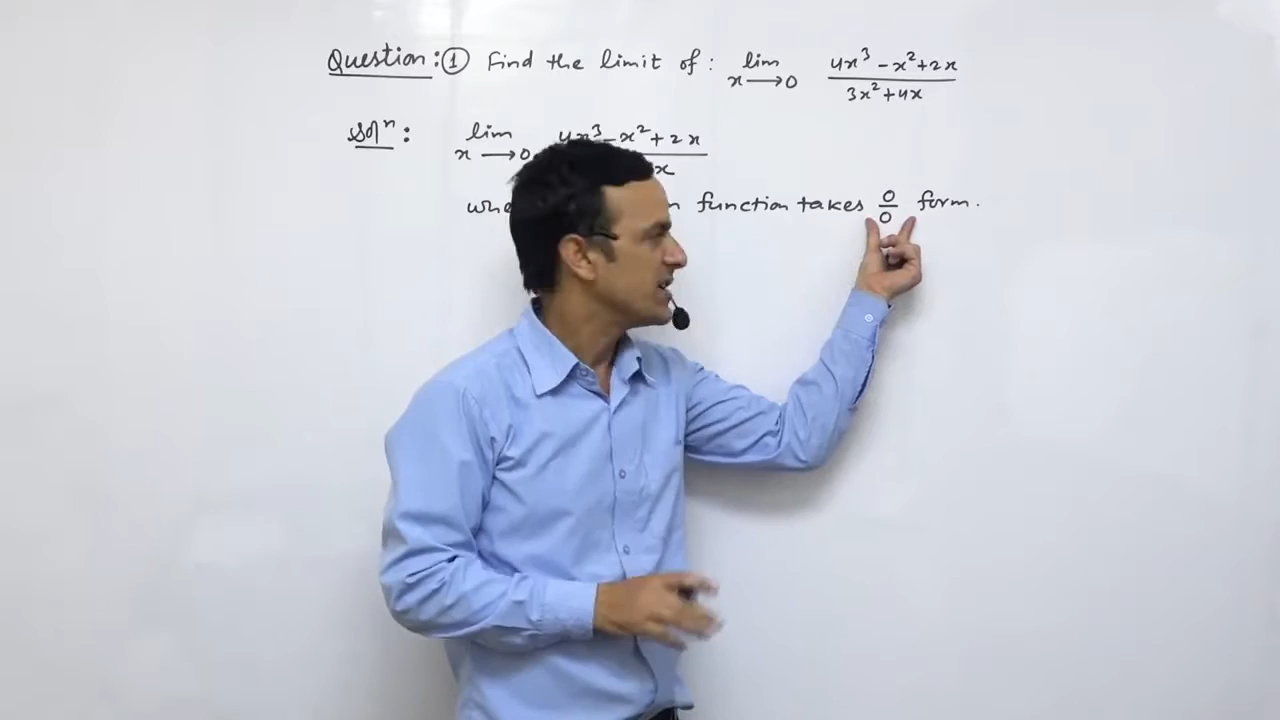 Question: ① Find the limit of: lim x→0 (4x³ - x² + 2x)/(3x² + 4x)
Solⁿ: lim x→0 4x³ - x² + 2x
x
function takes 0/0 form.